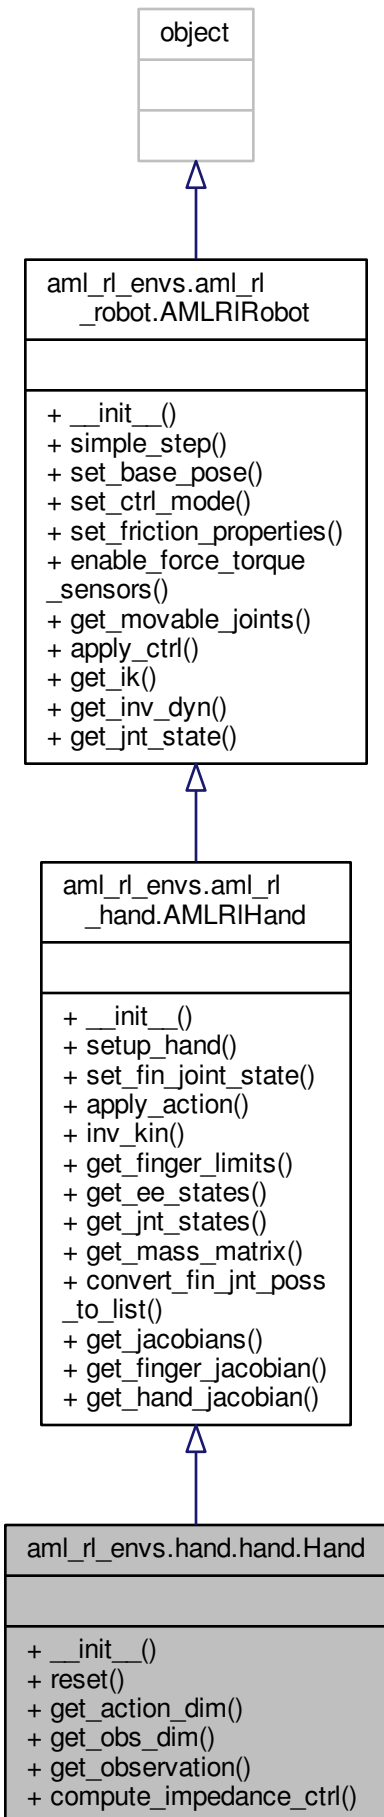 object
aml_rl_envs.aml_rl
_robot.AMLRlRobot
+ __init__()
+ simple_step()
+ set_base_pose()
+ set_ctrl_mode()
+ set_friction_properties()
+ enable_force_torque
_sensors()
+ get_movable_joints()
+ apply_ctrl()
+ get_ik()
+ get_inv_dyn()
+ get_jnt_state()
aml_rl_envs.aml_rl
_hand.AMLRlHand
+ __init__()
+ setup_hand()
+ set_fin_joint_state()
+ apply_action()
+ inv_kin()
+ get_finger_limits()
+ get_ee_states()
+ get_jnt_states()
+ get_mass_matrix()
+ convert_fin_jnt_poss
_to_list()
+ get_jacobians()
+ get_finger_jacobian()
+ get_hand_jacobian()
aml_rl_envs.hand.hand.Hand
+ __init__()
+ reset()
+ get_action_dim()
+ get_obs_dim()
+ get_observation()
+ compute_impedance_ctrl()